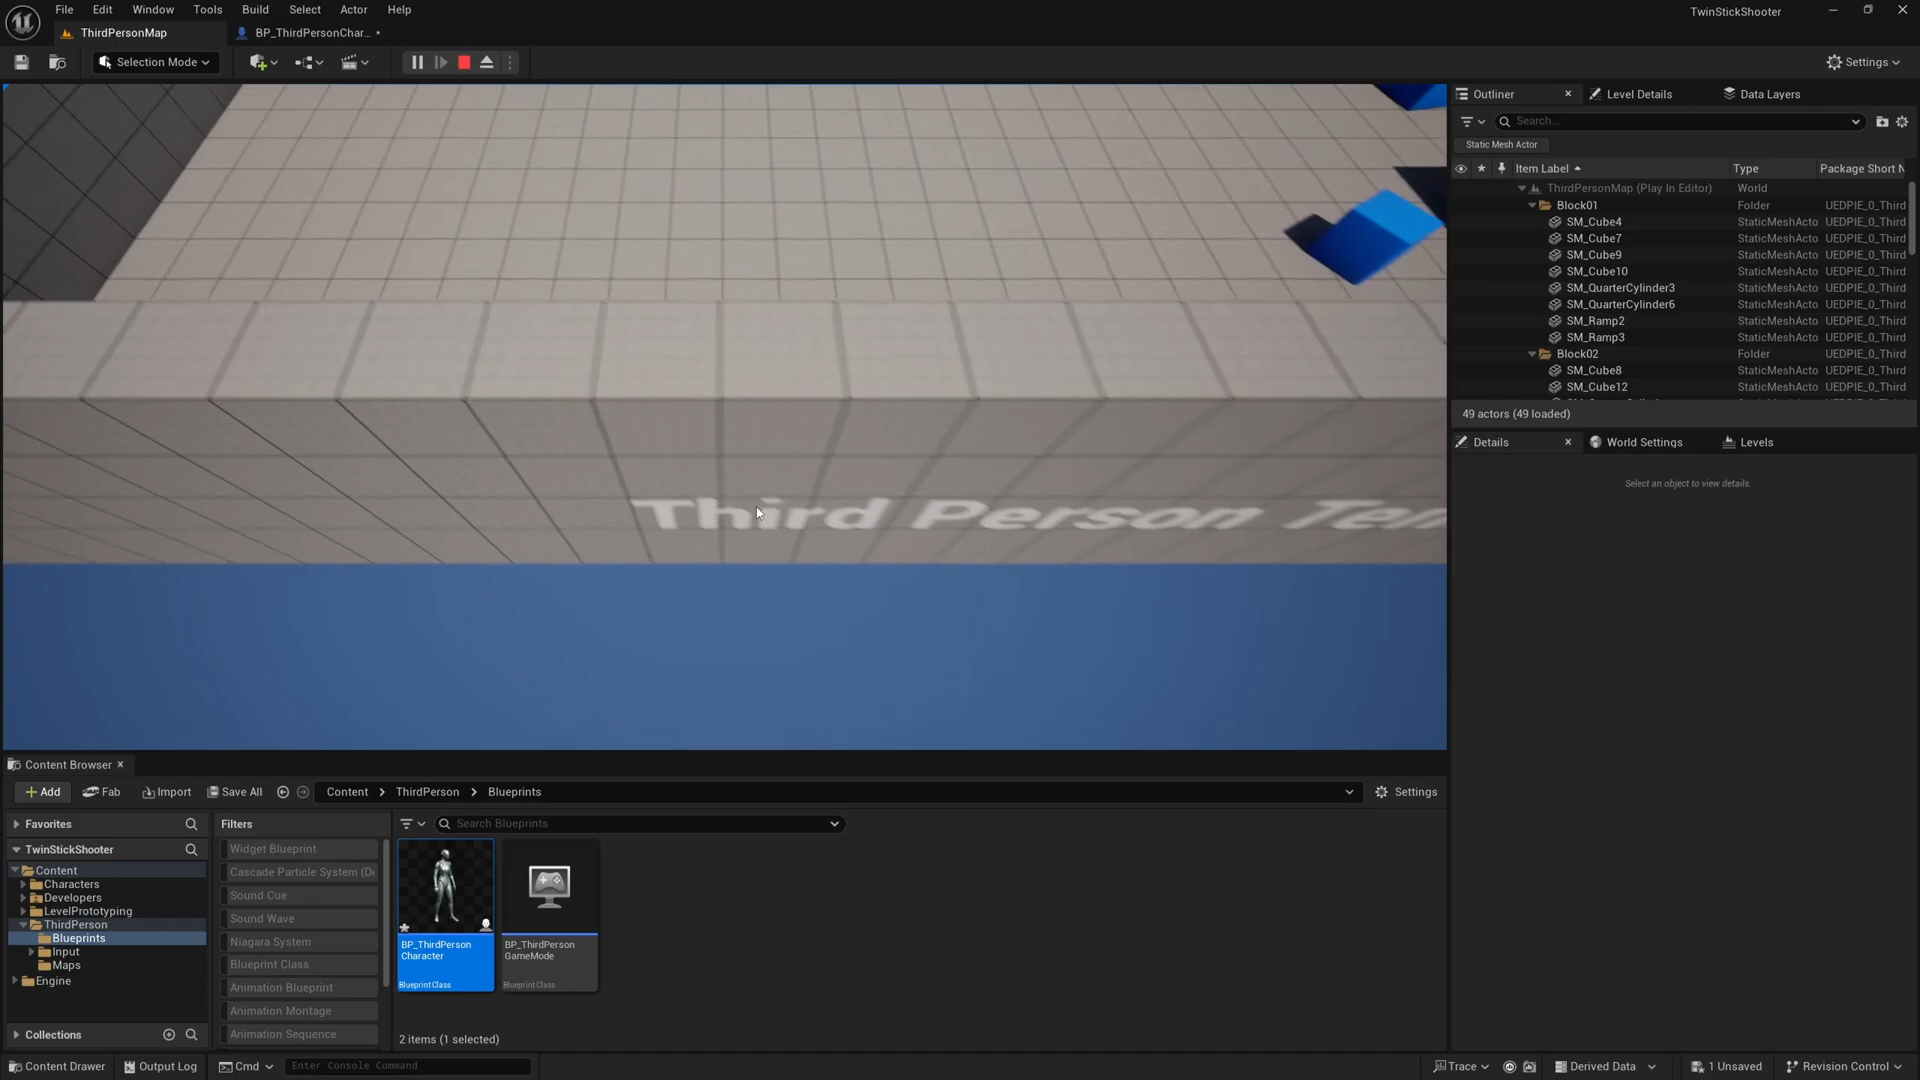 File Edit Window Tools Build Select Actor Help
TwinStickShooter
ThirdPersonMap
BP_ThirdPersonChar...
Selection Mode
Settings
Outliner
Level Details
Data Layers
Search...
Static Mesh Actor
Item Label Type Package Short N
ThirdPersonMap (Play In Editor) World
Block01 Folder UEDPIE_0_Third
SM_Cube4 StaticMeshActo UEDPIE_0_Third
SM_Cube7 StaticMeshActo UEDPIE_0_Third
SM_Cube9 StaticMeshActo UEDPIE_0_Third
SM_Cube10 StaticMeshActo UEDPIE_0_Third
SM_QuarterCylinder3 StaticMeshActo UEDPIE_0_Third
SM_QuarterCylinder6 StaticMeshActo UEDPIE_0_Third
SM_Ramp2 StaticMeshActo UEDPIE_0_Third
SM_Ramp3 StaticMeshActo UEDPIE_0_Third
Block02 Folder UEDPIE_0_Third
SM_Cube8 StaticMeshActo UEDPIE_0_Third
SM_Cube12 StaticMeshActo UEDPIE_0_Third
49 actors (49 loaded)
Details
World Settings
Levels
Select an object to view details.
Third Person Tem
Content Browser
Add
Fab
Import
Save All
Content > ThirdPerson > Blueprints
Settings
Favorites
TwinStickShooter
Content
Characters
Developers
LevelPrototyping
ThirdPerson
Blueprints
Input
Maps
Engine
Collections
Filters
Widget Blueprint
Cascade Particle System (De
Sound Cue
Sound Wave
Niagara System
Blueprint Class
Animation Blueprint
Animation Montage
Animation Sequence
Search Blueprints
BP_ThirdPerson
Character
Blueprint Class
BP_ThirdPerson
GameMode
Blueprint Class
2 items (1 selected)
Content Drawer
Output Log
Cmd
Enter Console Command
Trace
Derived Data
1 Unsaved
Revision Control